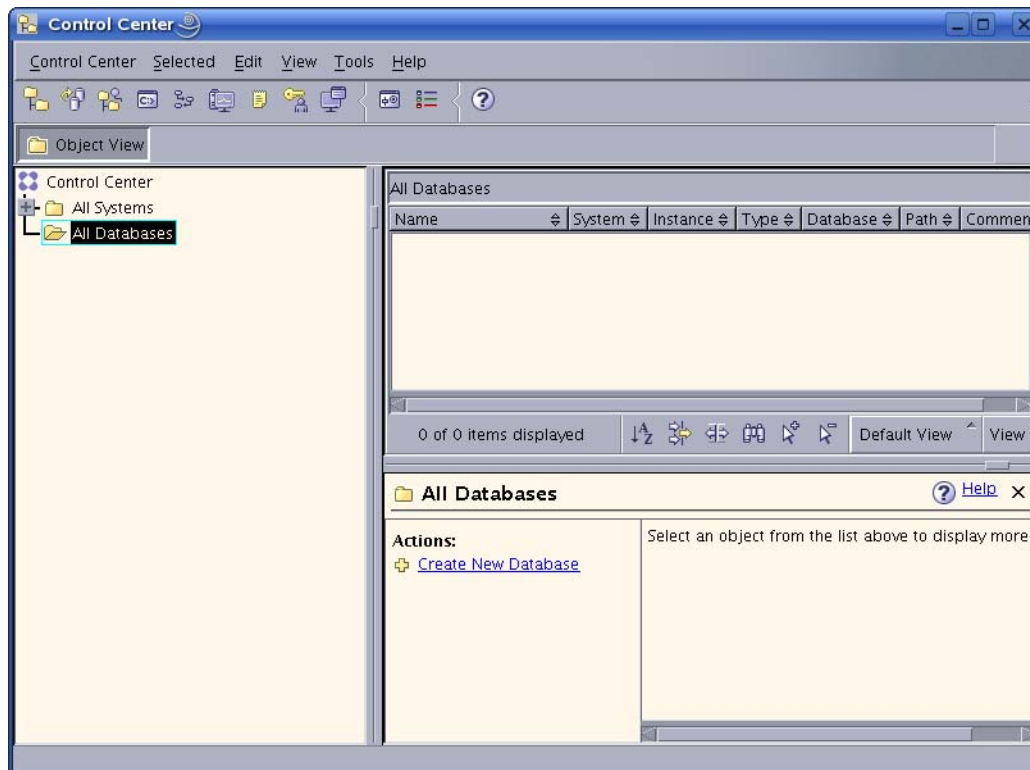 Control Center
Control Center Selected Edit View Tools Help
Object View
Control Center
All Systems
All Databases
All Databases
Name System Instance Type Database Path Commen
0 of 0 items displayed
Default View View
All Databases
Help
Actions:
Create New Database
Select an object from the list above to display more